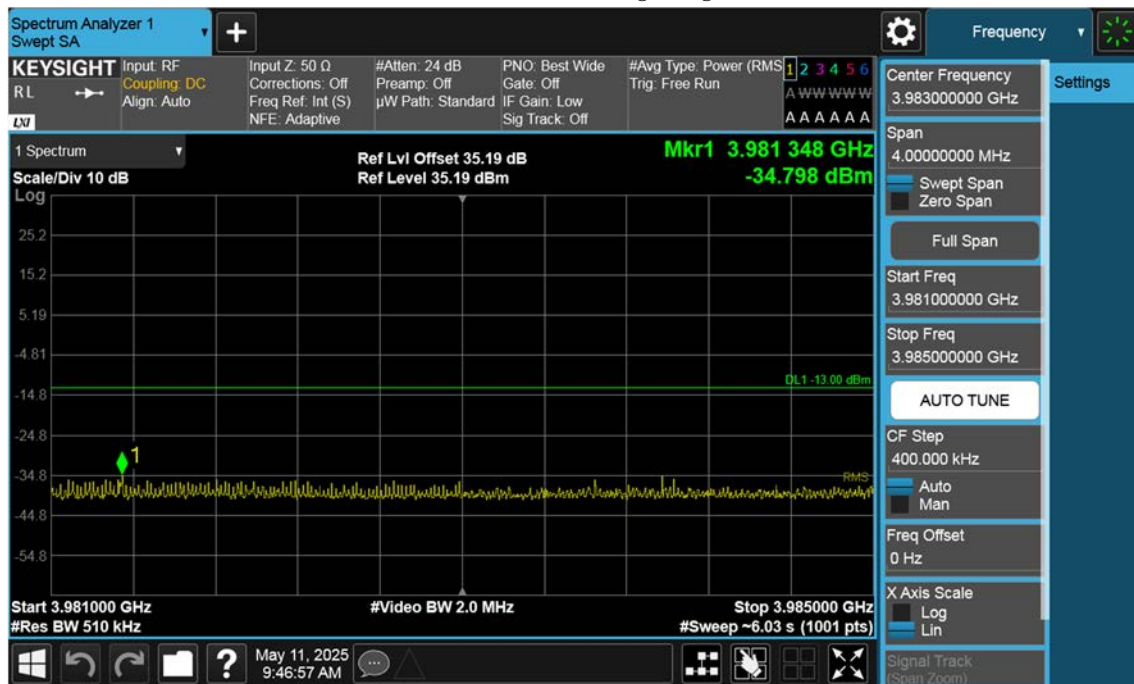 Spectrum Analyzer 1
Swept SA
Frequency
KEYSIGHT
RL
LXI
Input: RF
Coupling: DC
Align: Auto
Input Z: 50 Ω
Corrections: Off
Freq Ref: Int (S)
NFE: Adaptive
#Atten: 24 dB
Preamp: Off
µW Path: Standard
PNO: Best Wide
Gate: Off
IF Gain: Low
Sig Track: Off
#Avg Type: Power (RMS
Trig: Free Run
1 2 3 4 5 6
A W W W W W
A A A A A A
1 Spectrum
Scale/Div 10 dB
Ref Lvl Offset 35.19 dB
Ref Level 35.19 dBm
Mkr1 3.981 348 GHz
-34.798 dBm
Log
25.2
15.2
5.19
-4.81
-14.8
-24.8
-34.8
-44.8
-54.8
DL1 -13.00 dBm
1
RMS
Start 3.981000 GHz
#Res BW 510 kHz
#Video BW 2.0 MHz
Stop 3.985000 GHz
#Sweep ~6.03 s (1001 pts)
?
May 11, 2025
9:46:57 AM
Center Frequency
3.983000000 GHz
Span
4.00000000 MHz
Swept Span
Zero Span
Full Span
Start Freq
3.981000000 GHz
Stop Freq
3.985000000 GHz
AUTO TUNE
CF Step
400.000 kHz
Auto
Man
Freq Offset
0 Hz
X Axis Scale
Log
Lin
Signal Track
(Span Zoom)
Settings